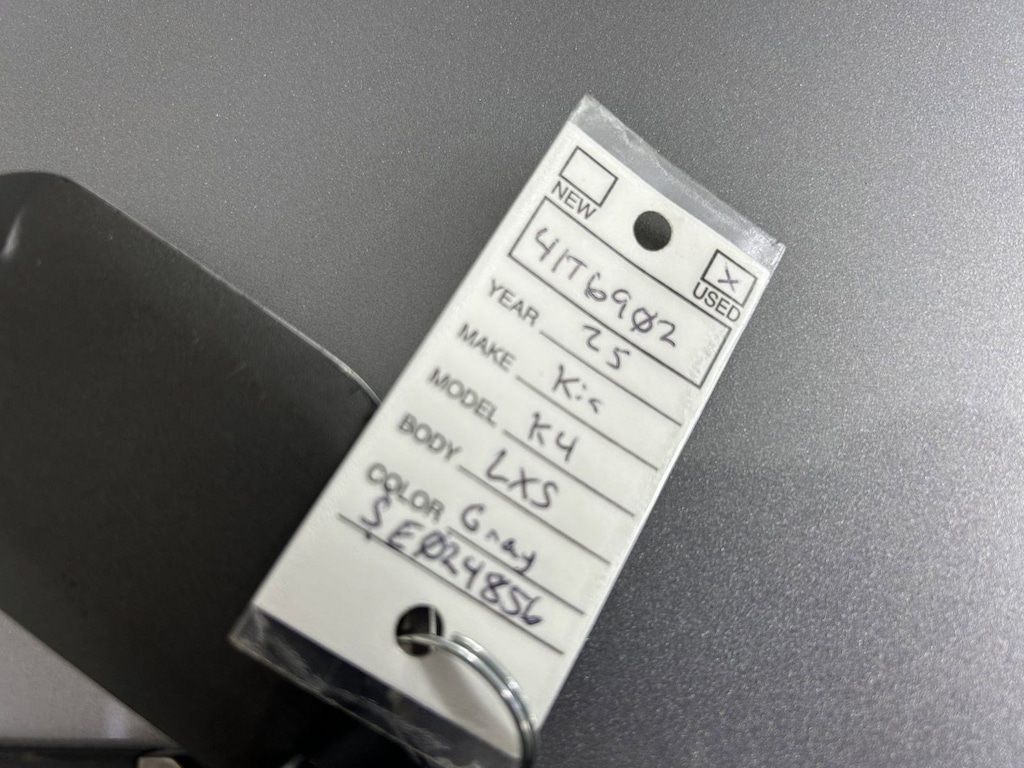 NEW
X
USED
41T6902
YEAR 25
MAKE Kia
MODEL K4
BODY LXS
COLOR Gray
SE024856